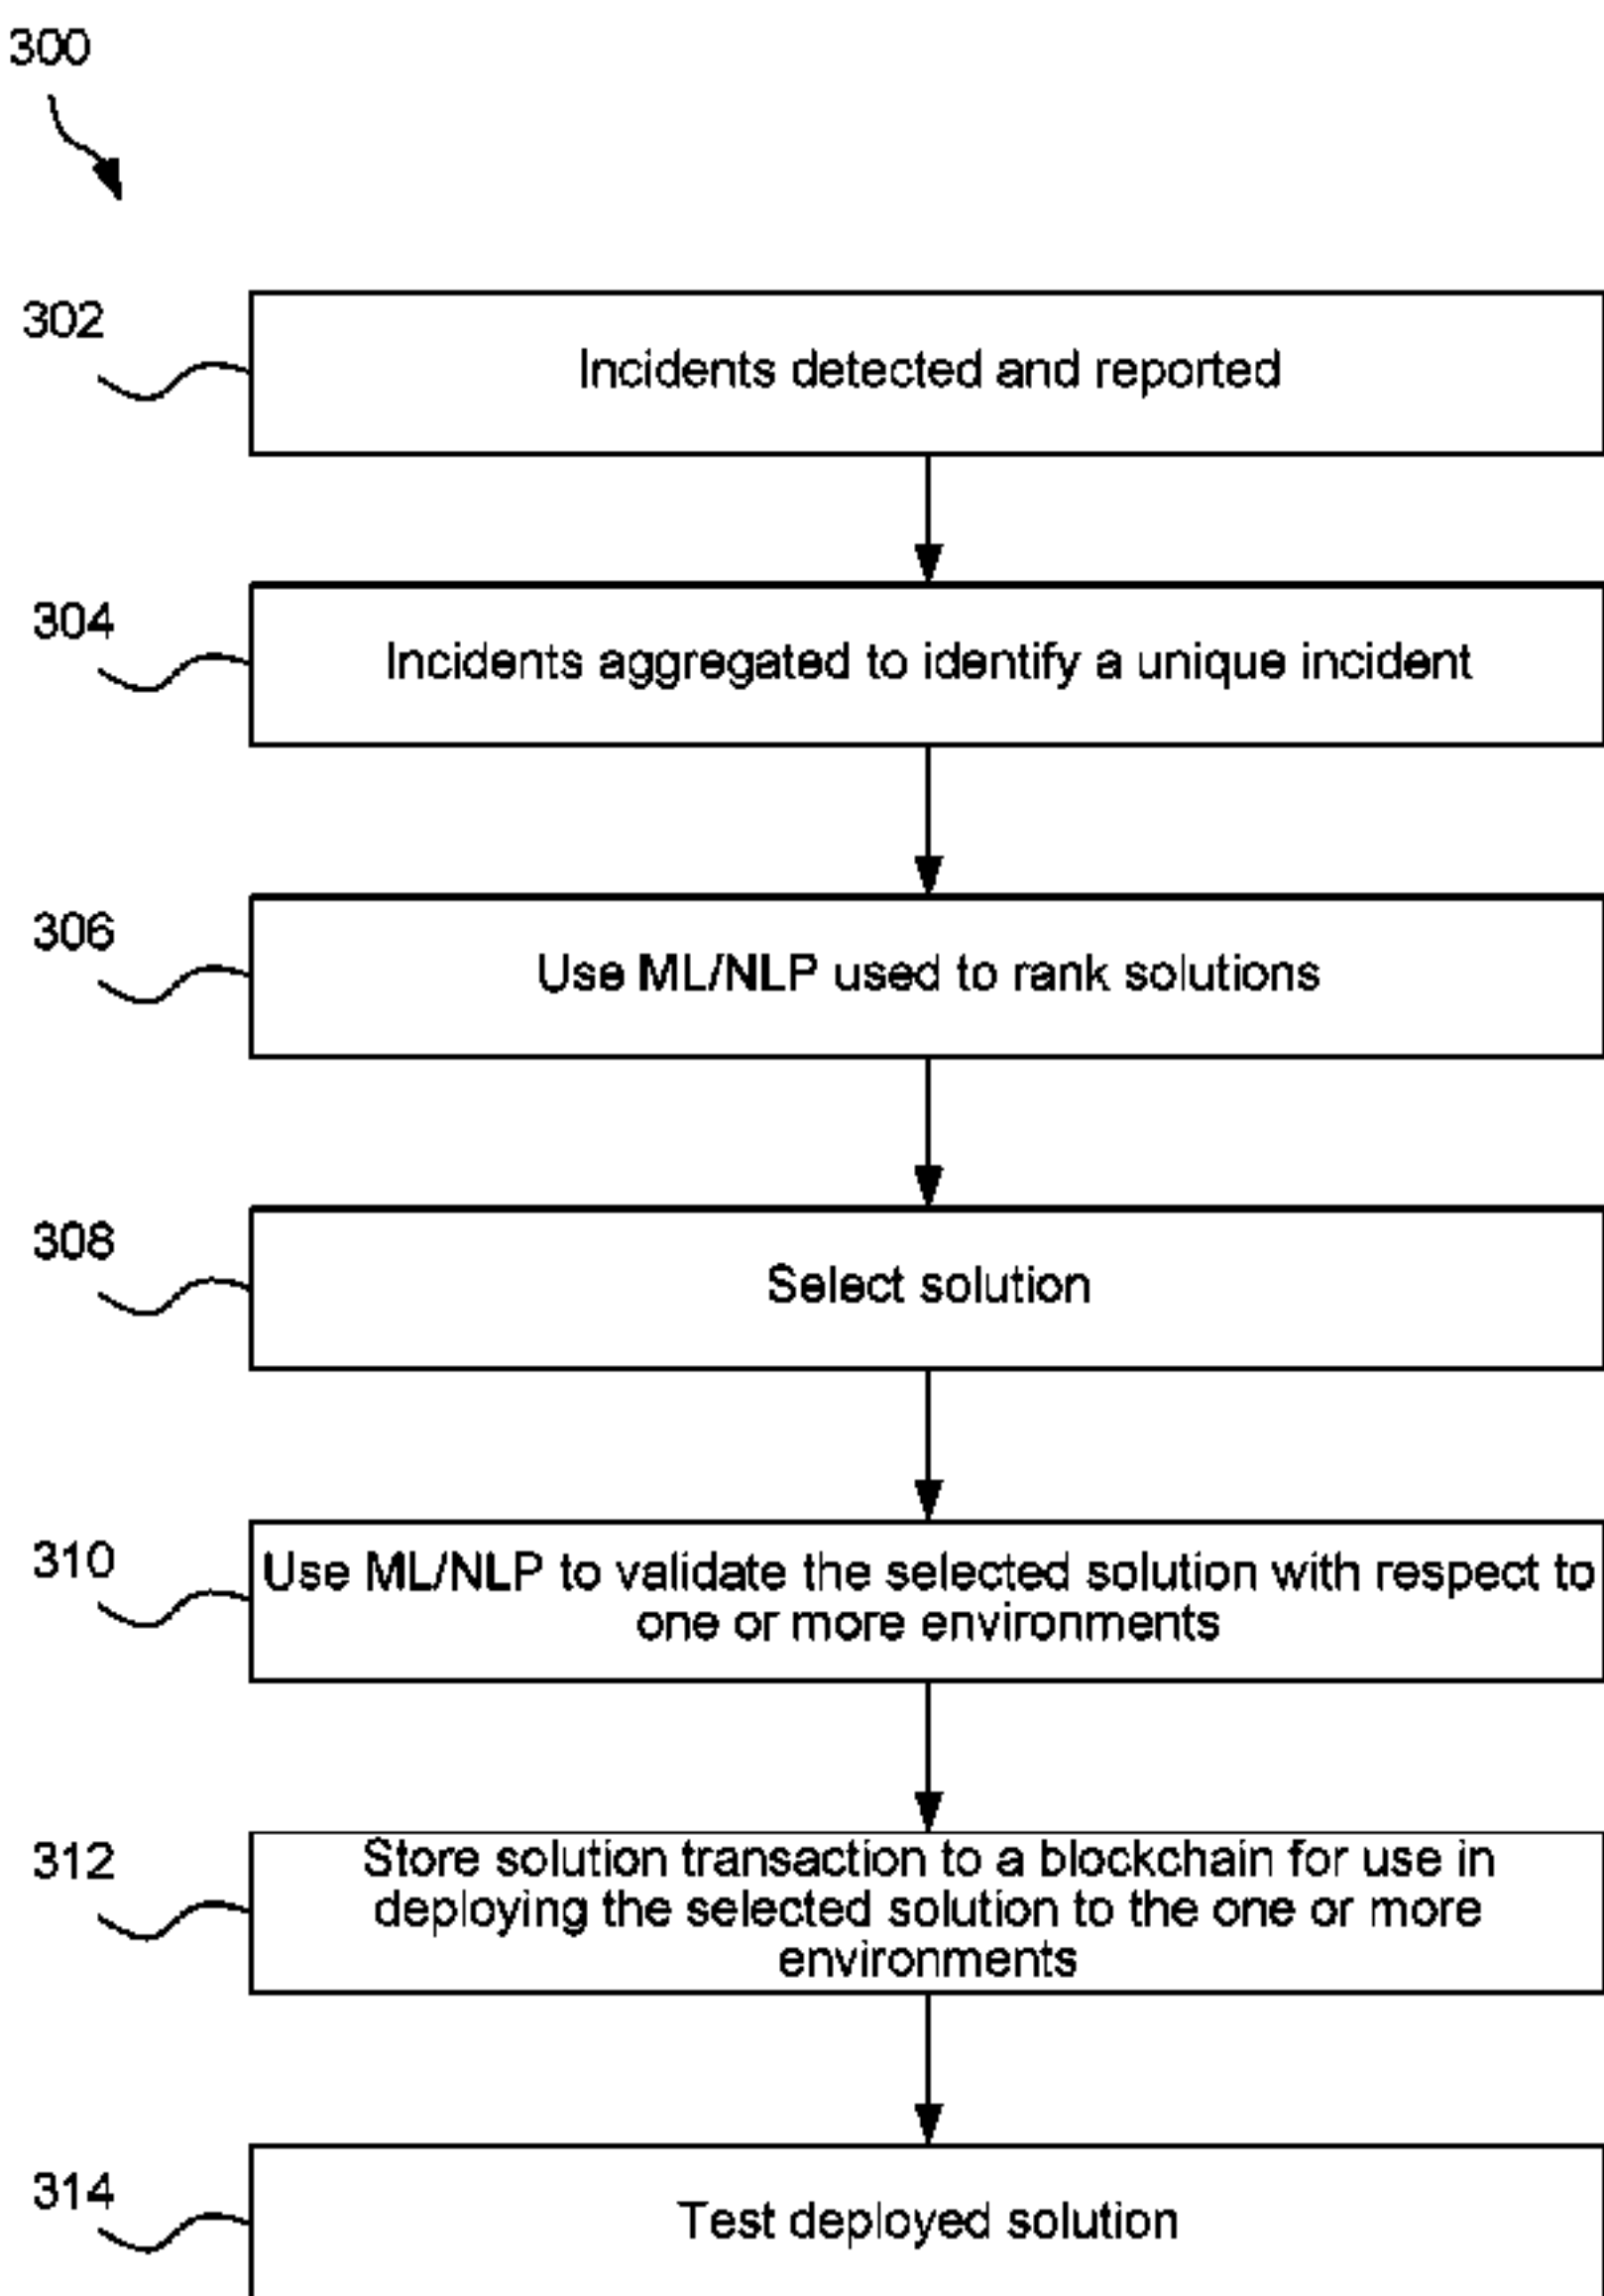 300
302
Incidents detected and reported
304
Incidents aggregated to identify a unique incident
306
Use ML/NLP used to rank solutions
308
Select solution
310
Use ML/NLP to validate the selected solution with respect to
one or more environments
312
Store solution transaction to a blockchain for use in
deploying the selected solution to the one or more
environments
314
Test deployed solution